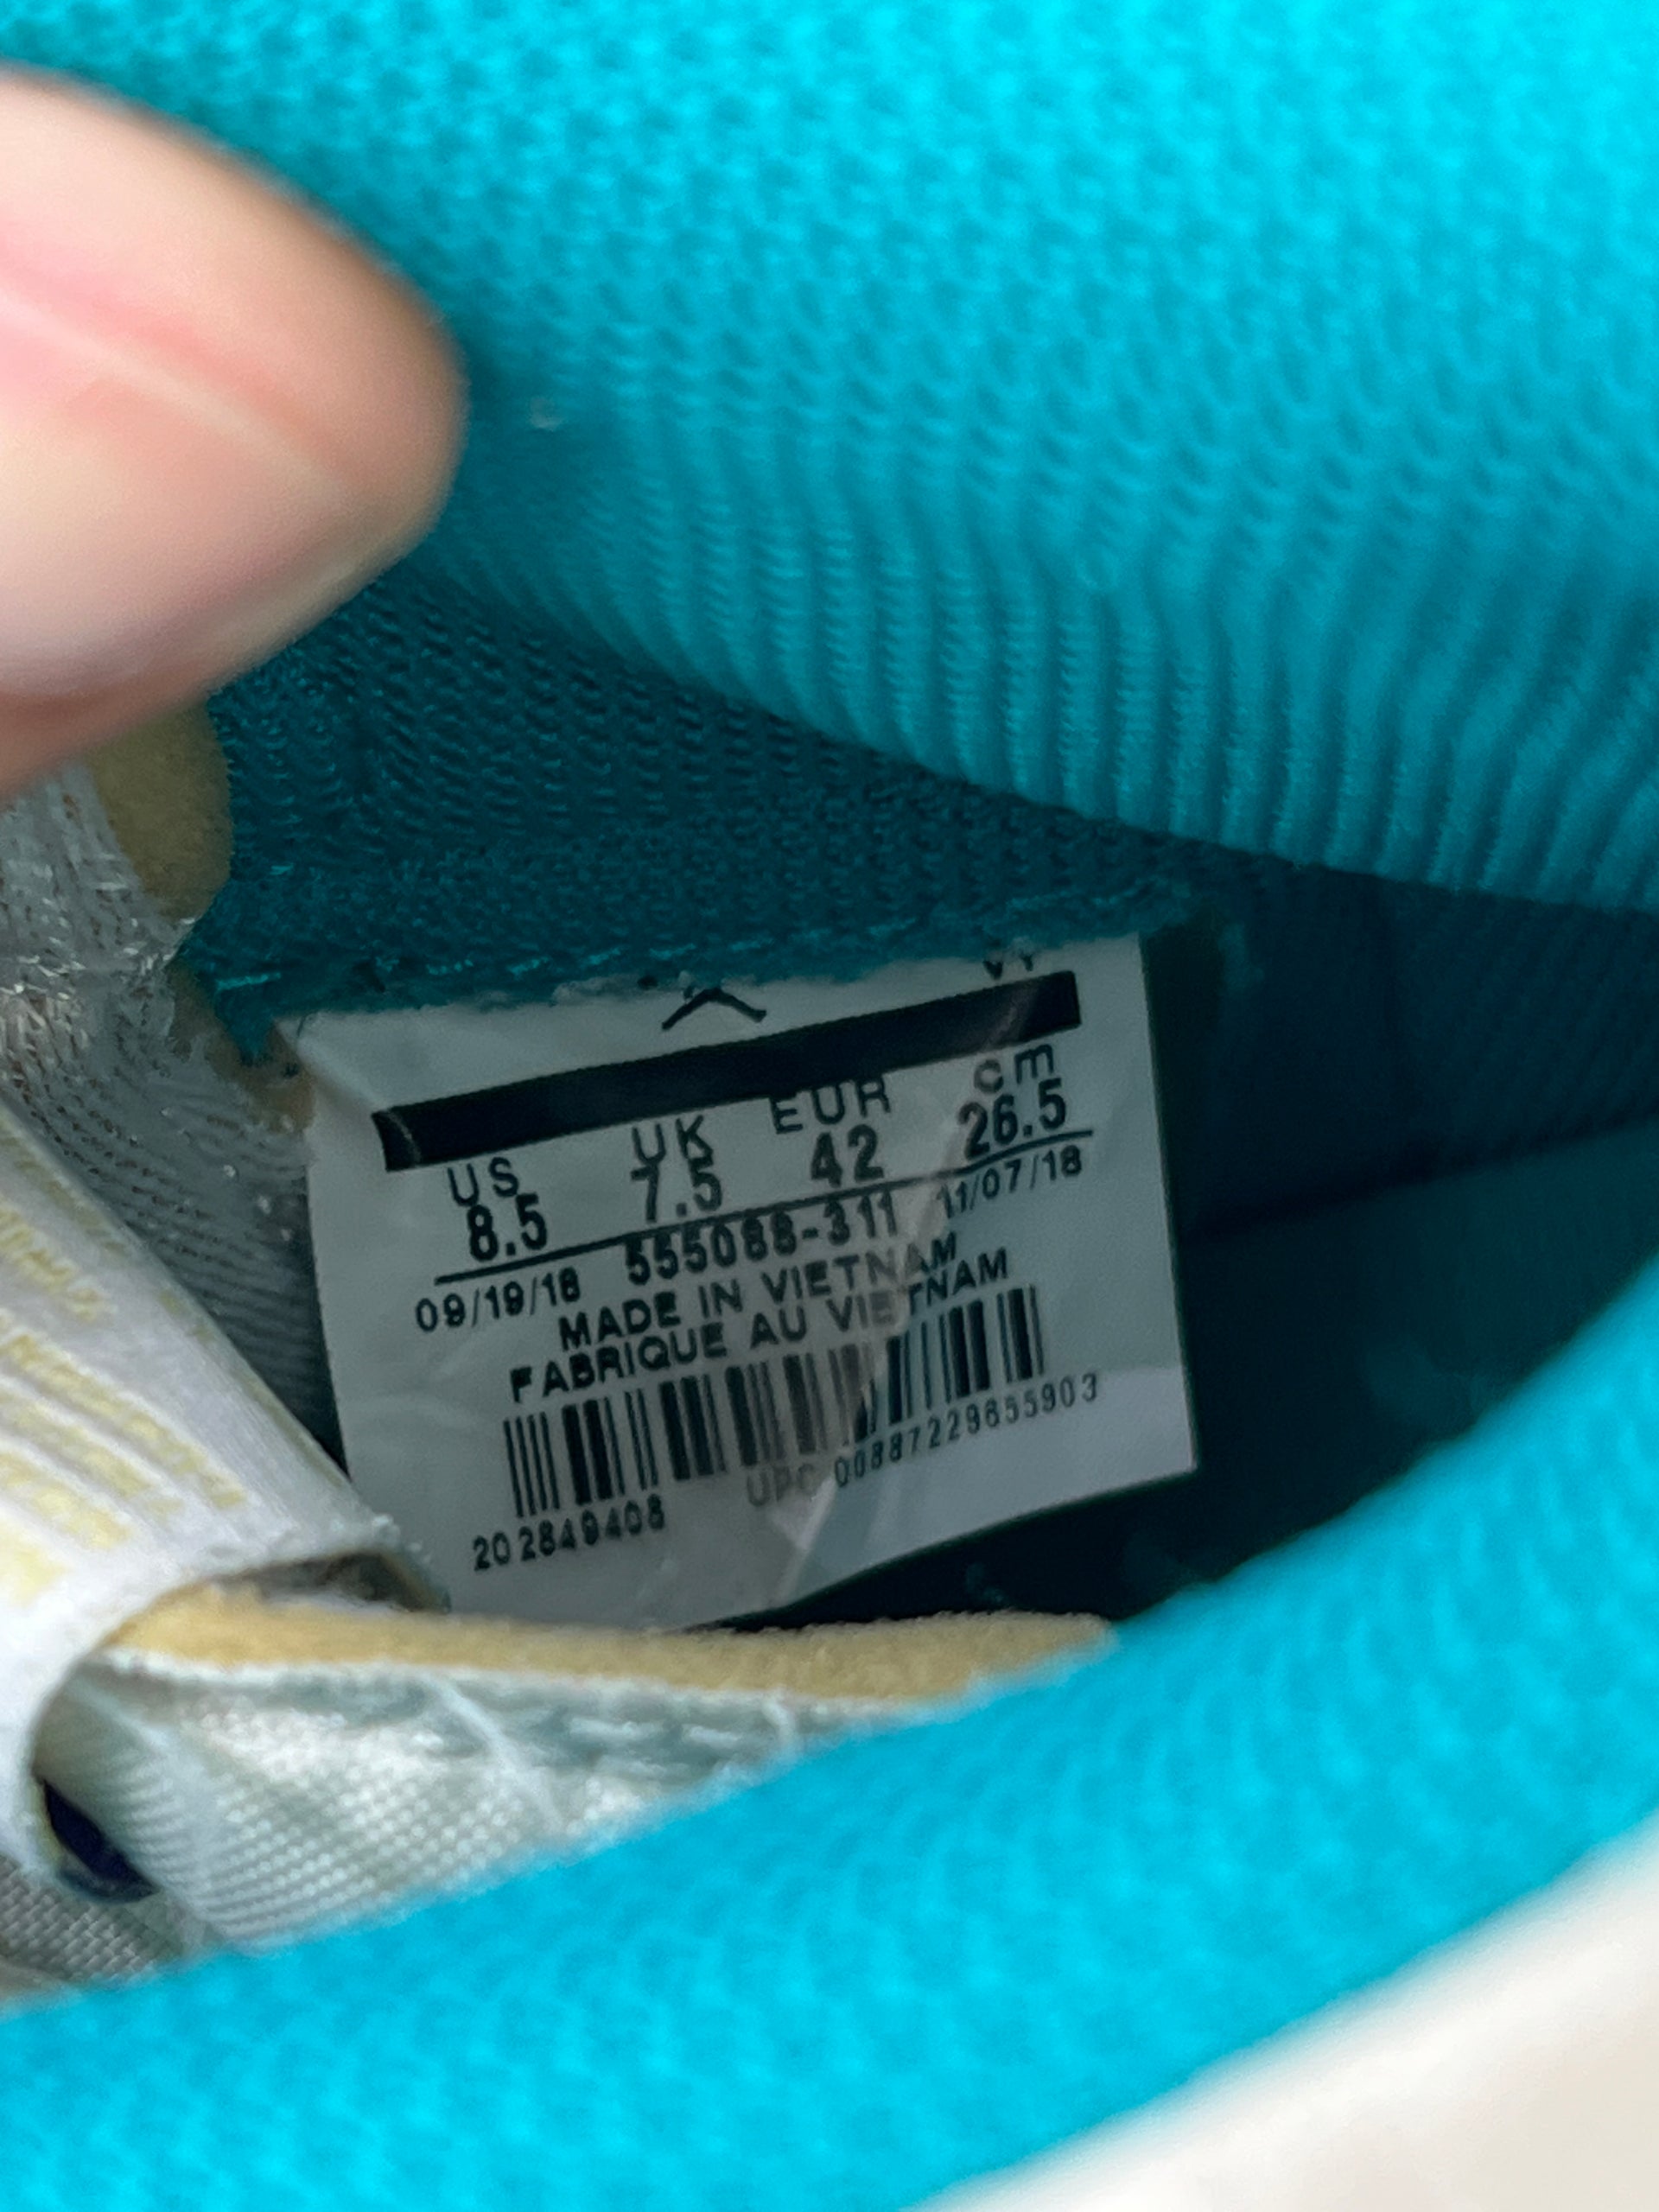 US UK EUR cm
8.5 7.5 42 26.5
09/19/18 555088-311 11/07/18
MADE IN VIETNAM
FABRIQUE AU VIETNAM
202849408 UPC 00887229655903